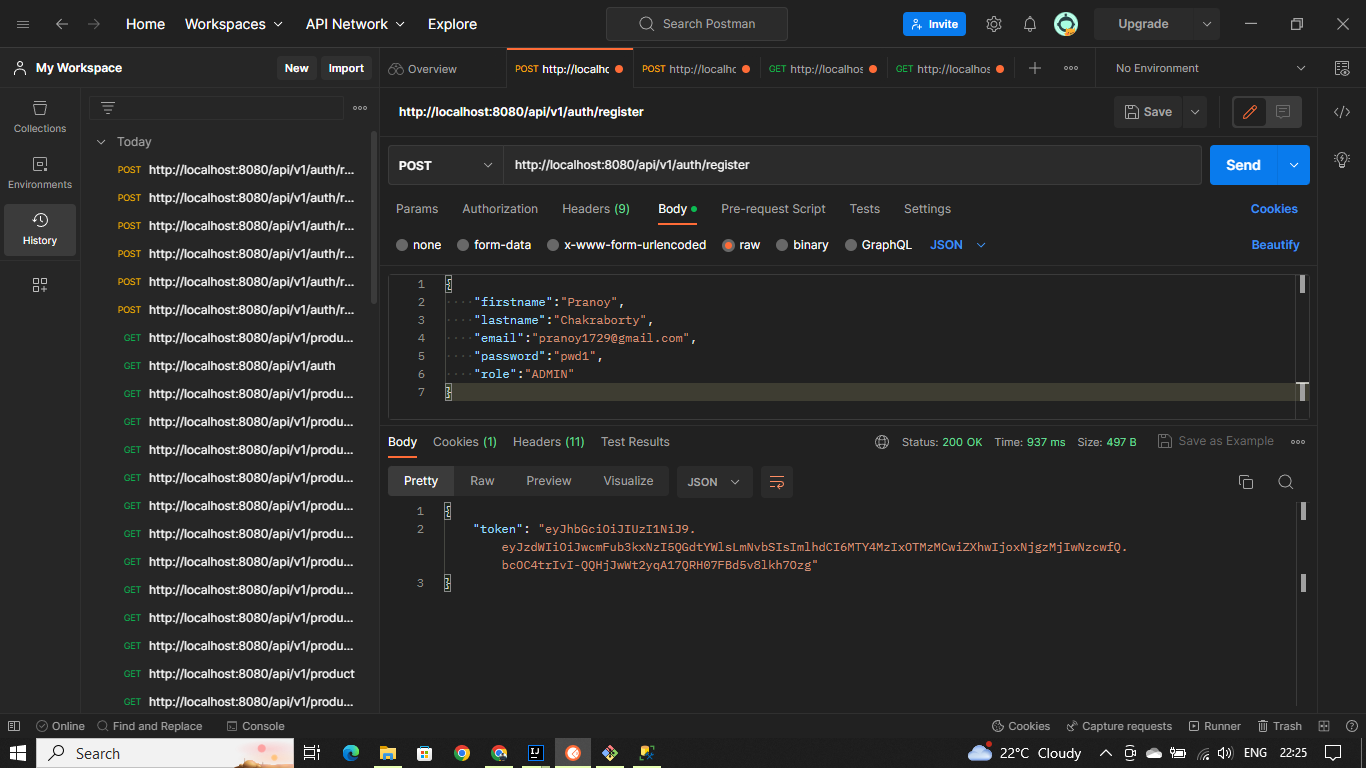 Home Workspaces API Network Explore Search Postman Invite Upgrade
My Workspace New Import Overview POST http://localhc POST http://localhc GET http://localhos GET http://localhos No Environment
http://localhost:8080/api/v1/auth/register Save
Collections
Environments
History
Today
POST http://localhost:8080/api/v1/auth/r...
POST http://localhost:8080/api/v1/auth/r...
POST http://localhost:8080/api/v1/auth/r...
POST http://localhost:8080/api/v1/auth/r...
POST http://localhost:8080/api/v1/auth/r...
POST http://localhost:8080/api/v1/auth/r...
GET http://localhost:8080/api/v1/produ...
GET http://localhost:8080/api/v1/auth
GET http://localhost:8080/api/v1/produ...
GET http://localhost:8080/api/v1/produ...
GET http://localhost:8080/api/v1/produ...
GET http://localhost:8080/api/v1/produ...
GET http://localhost:8080/api/v1/produ...
GET http://localhost:8080/api/v1/produ...
GET http://localhost:8080/api/v1/produ...
GET http://localhost:8080/api/v1/produ...
GET http://localhost:8080/api/v1/produ...
GET http://localhost:8080/api/v1/produ...
GET http://localhost:8080/api/v1/product
GET http://localhost:8080/api/v1/produ...
POST http://localhost:8080/api/v1/auth/register Send
Params Authorization Headers (9) Body Pre-request Script Tests Settings Cookies
none form-data x-www-form-urlencoded raw binary GraphQL JSON Beautify
1 {
2 "firstname":"Pranoy",
3 "lastname":"Chakraborty",
4 "email":"pranoy1729@gmail.com",
5 "password":"pwd1",
6 "role":"ADMIN"
7 }
Body Cookies (1) Headers (11) Test Results Status: 200 OK Time: 937 ms Size: 497 B Save as Example
Pretty Raw Preview Visualize JSON
1 {
2 "token": "eyJhbGciOiJIUzI1NiJ9.
eyJzdWIiOiJwcmFub3kxNzI5QGdtYWlsLmNvbSIsImlhdCI6MTY4MzIxOTMzMCwiZXhwIjoxNjgzMjIwNzcwfQ.
bcOC4trIvI-QQHjJwWt2yqA17QRH07FBd5v8lkh7Ozg"
3 }
Online Find and Replace Console Cookies Capture requests Runner Trash
Search 22°C Cloudy ENG 22:25